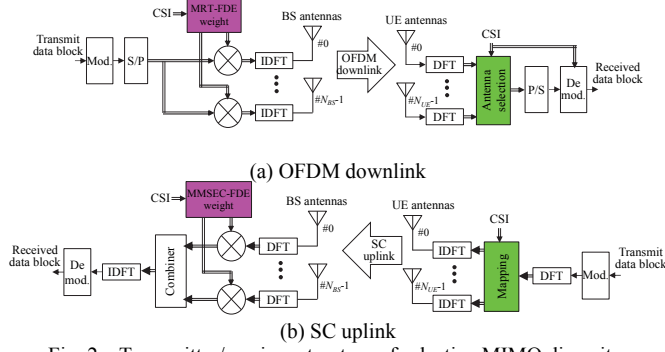 CSI
MRT-FDE
weight
BS antennas
UE antennas
CSI
Transmit
data block
Mod.
S/P
IDFT
#0
OFDM
downlink
#0
DFT
Antenna
selection
P/S
De
mod.
Received
data block
IDFT
#N_BS-1
#N_UE-1
DFT
(a) OFDM downlink
CSI
MMSEC-FDE
weight
BS antennas
UE antennas
CSI
Received
data block
De
mod.
IDFT
Combiner
DFT
#0
SC
uplink
#0
IDFT
Mapping
DFT
Mod.
Transmit
data block
DFT
#N_BS-1
#N_UE-1
IDFT
(b) SC uplink